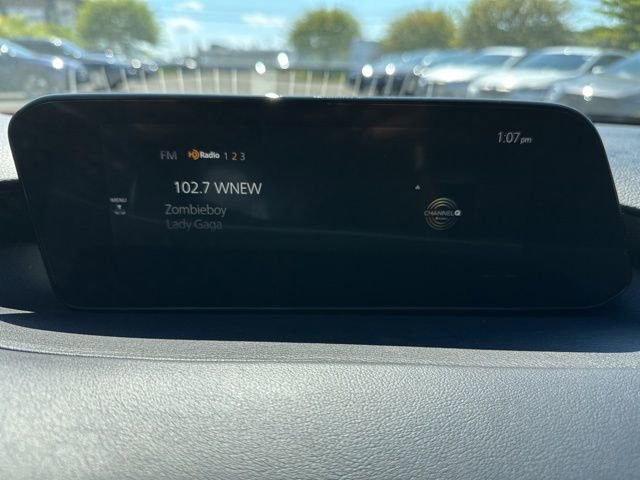 1:07 pm
FM HD Radio 1 2 3
102.7 WNEW
MENU
Zombieboy
Lady Gaga
CHANNEL Q